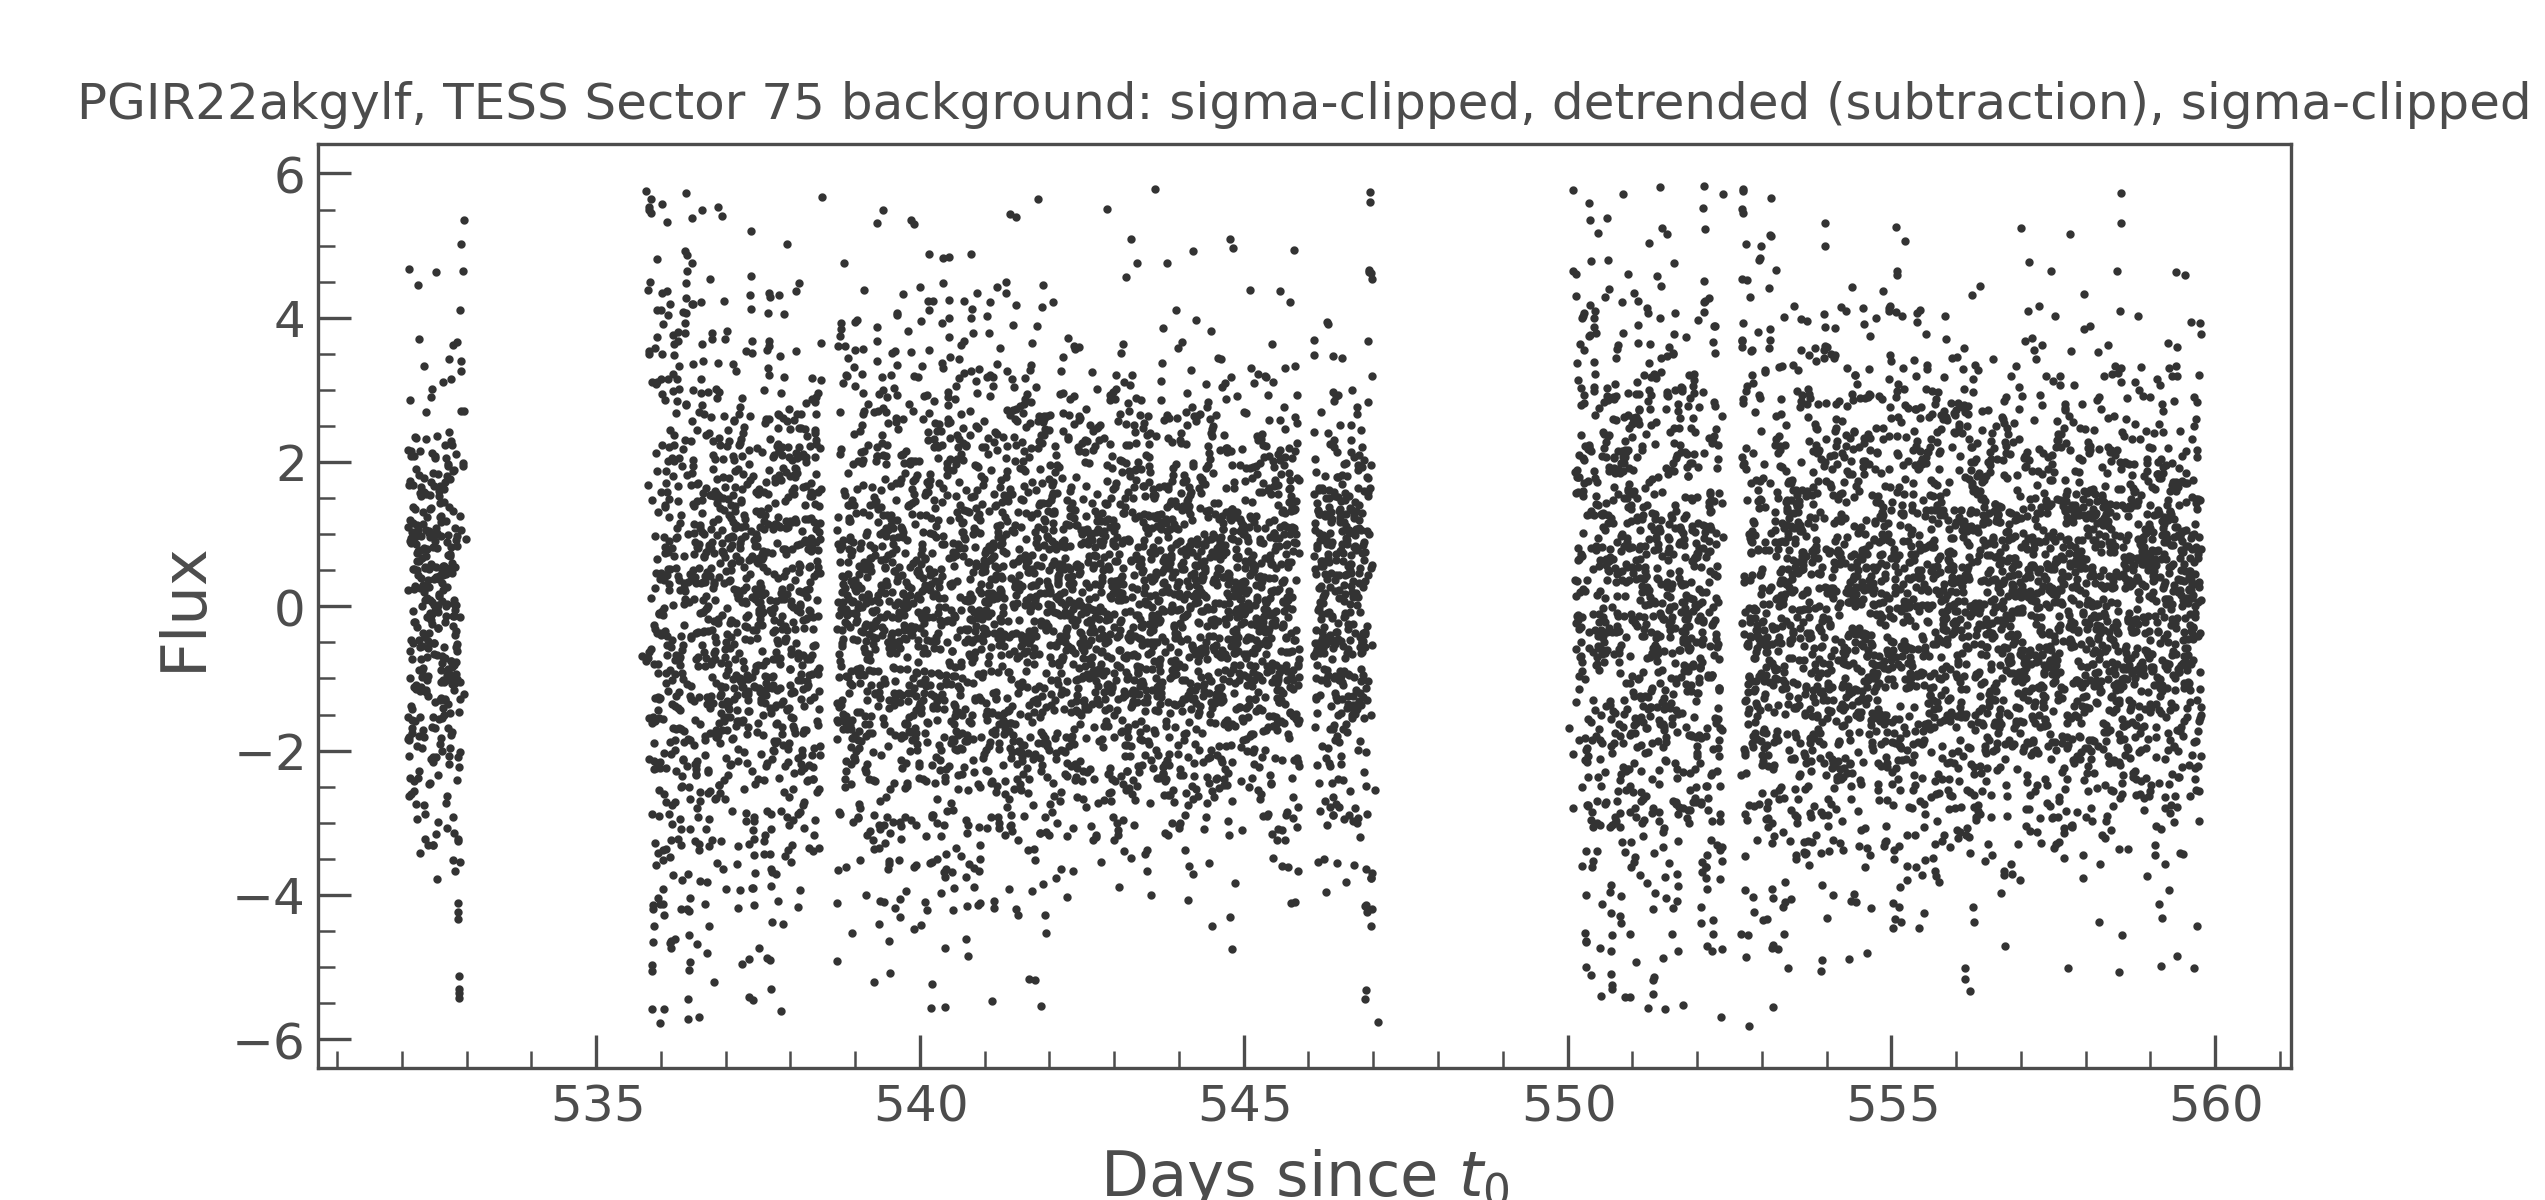 PGIR22akgylf, TESS Sector 75 background: sigma-clipped, detrended (subtraction), sigma-clipped
6
4
2
0
−2
−4
−6
Flux
535 540 545 550 555 560
Days since t₀